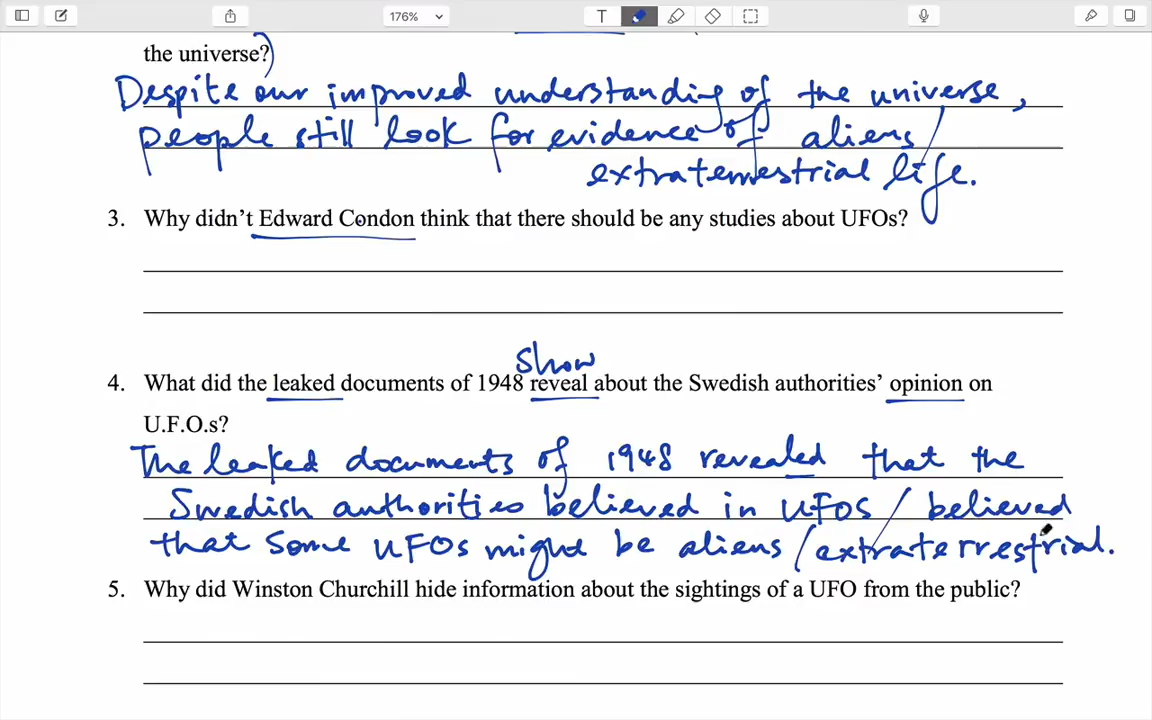 176%
T
the universe?
Despite our improved understanding of the universe,
people still look for evidence of aliens /
extraterrestrial life.
3. Why didn't Edward Condon think that there should be any studies about UFOs?
show
4. What did the leaked documents of 1948 reveal about the Swedish authorities' opinion on
U.F.O.s?
The leaked documents of 1948 revealed that the
Swedish authorities believed in UFOs / believed
that some UFOs might be aliens / extraterrestrial.
5. Why did Winston Churchill hide information about the sightings of a UFO from the public?